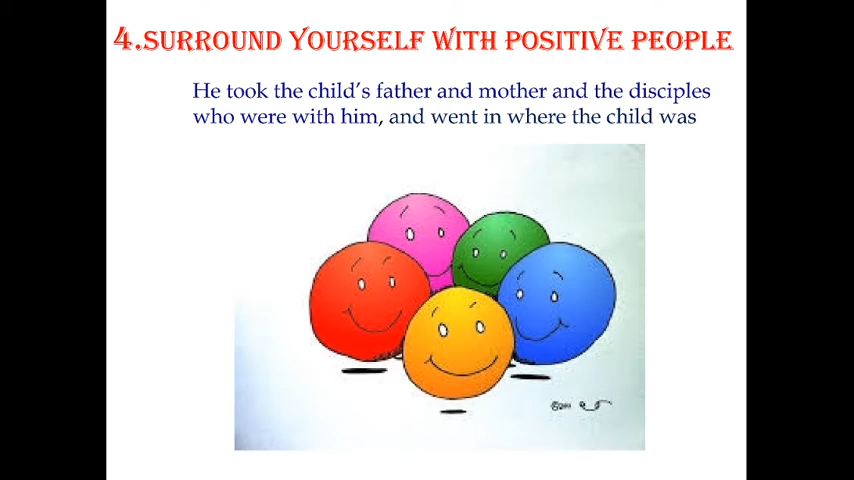 4.SURROUND YOURSELF WITH POSITIVE PEOPLE
He took the child's father and mother and the disciples
who were with him, and went in where the child was